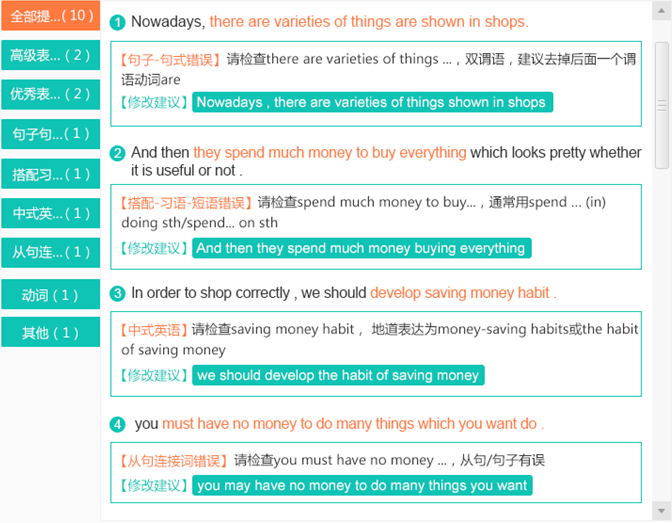 全部提...( 10 )
高级表...( 2 )
优秀表...( 2 )
句子句...( 1 )
搭配习...( 1 )
中式英...( 1 )
从句连...( 1 )
动词 ( 1 )
其他 ( 1 )
1 Nowadays, there are varieties of things are shown in shops.
【句子-句式错误】请检查there are varieties of things ...，双谓语，建议去掉后面一个谓
语动词are
【修改建议】 Nowadays , there are varieties of things shown in shops
2 And then they spend much money to buy everything which looks pretty whether
it is useful or not .
【搭配-习语-短语错误】请检查spend much money to buy...，通常用spend ... (in)
doing sth/spend... on sth
【修改建议】 And then they spend much money buying everything
3 In order to shop correctly , we should develop saving money habit .
【中式英语】请检查saving money habit ， 地道表达为money-saving habits或the habit
of saving money
【修改建议】 we should develop the habit of saving money
4 you must have no money to do many things which you want do .
【从句连接词错误】请检查you must have no money ...，从句/句子有误
【修改建议】 you may have no money to do many things you want